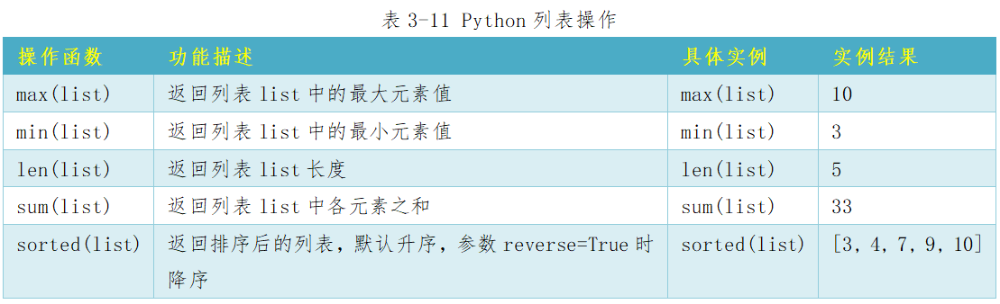 表 3-11 Python 列表操作
操作函数 功能描述 具体实例 实例结果
max(list) 返回列表 list 中的最大元素值 max(list) 10
min(list) 返回列表 list 中的最小元素值 min(list) 3
len(list) 返回列表 list 长度 len(list) 5
sum(list) 返回列表 list 中各元素之和 sum(list) 33
sorted(list) 返回排序后的列表，默认升序，参数 reverse=True 时 sorted(list) [3, 4, 7, 9, 10]
降序